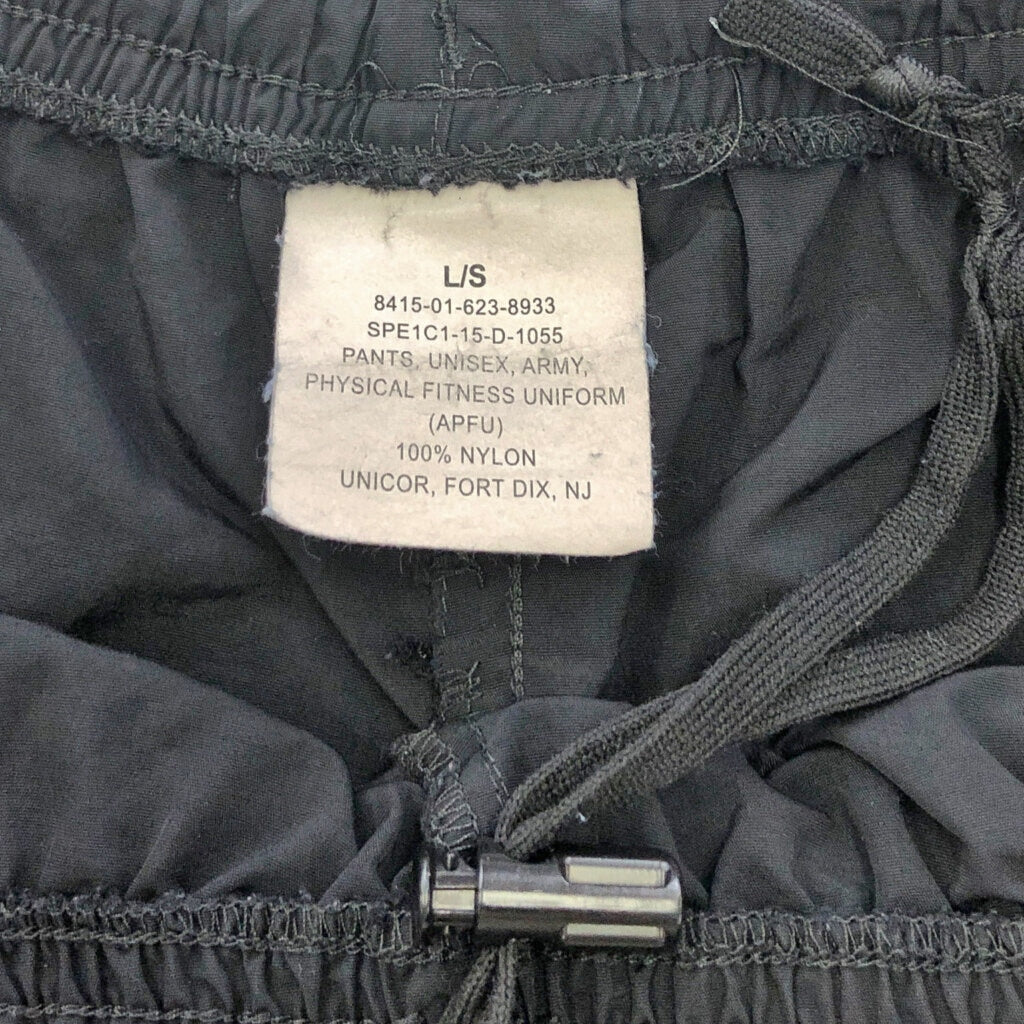 L/S
8415-01-623-8933
SPE1C1-15-D-1055
PANTS, UNISEX, ARMY,
PHYSICAL FITNESS UNIFORM
(APFU)
100% NYLON
UNICOR, FORT DIX, NJ